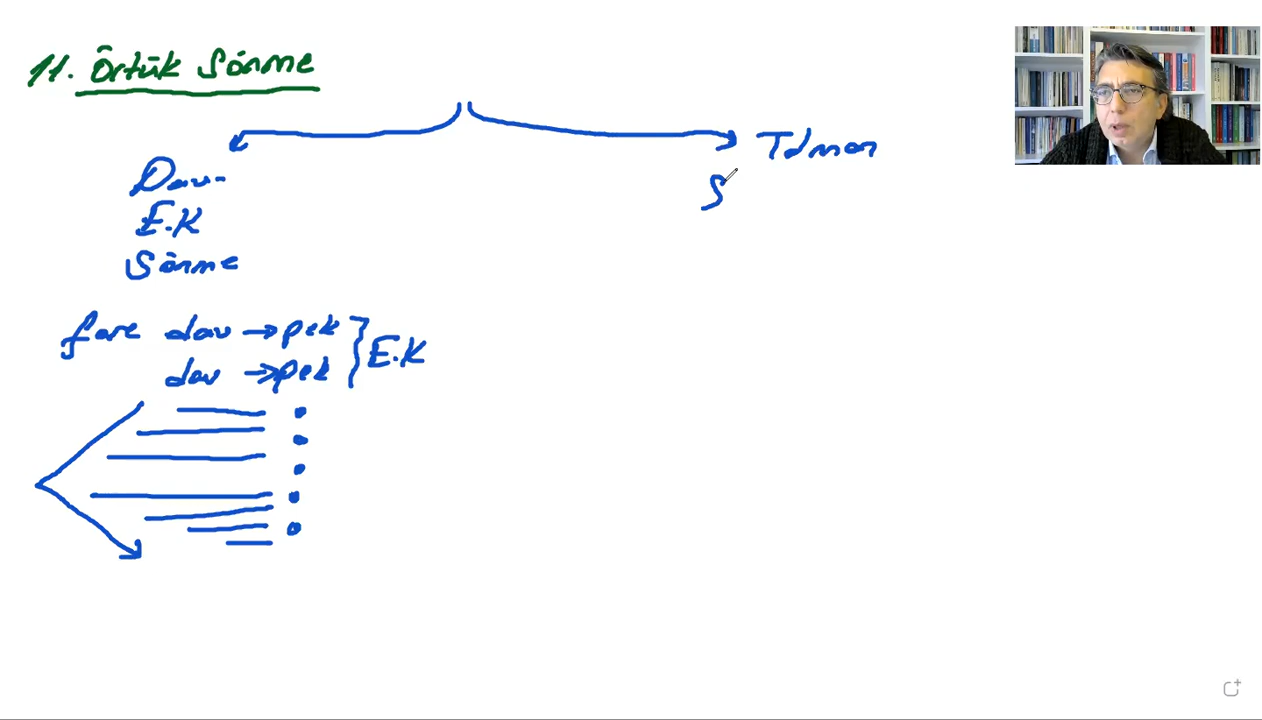 11. Örtük Sönme
Dav.
E.K
Sönme
Tolman
S
fare dav → pek
dav → pek } E.K